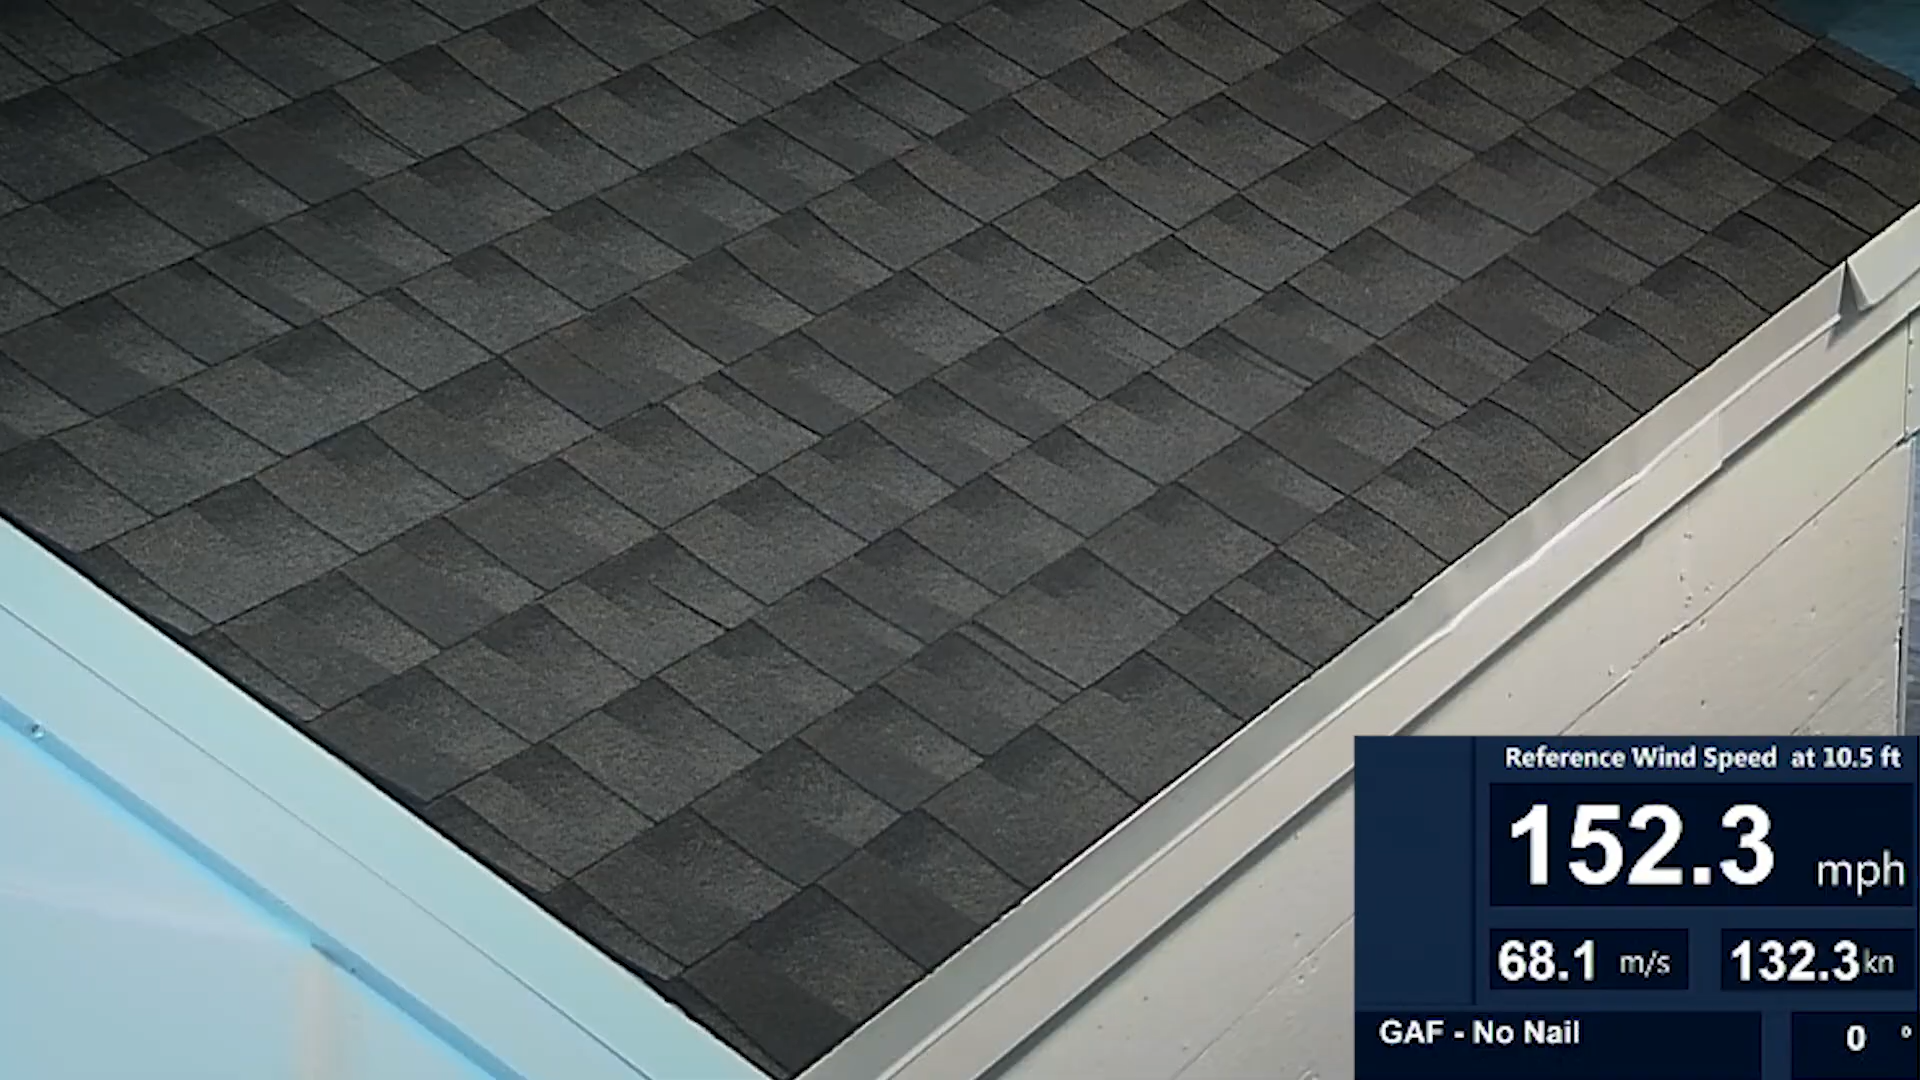 Reference Wind Speed at 10.5 ft
152.3 mph
68.1 m/s 132.3 kn
GAF - No Nail 0 °